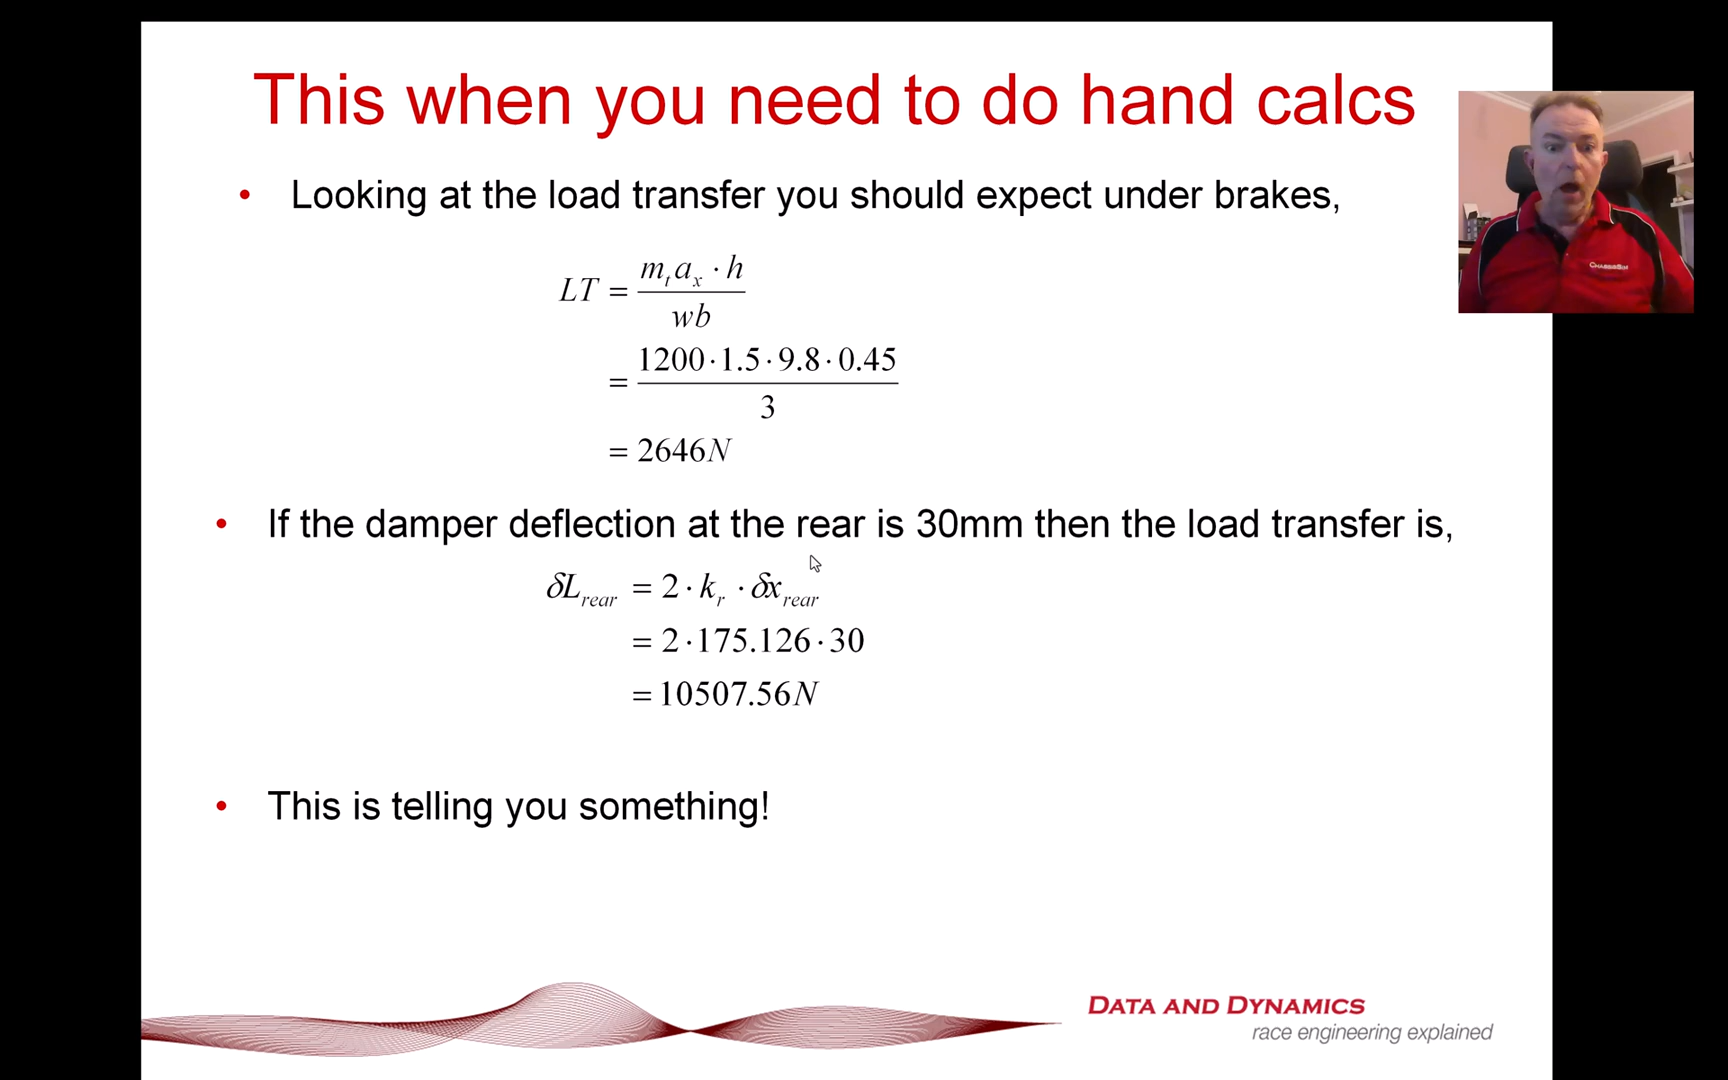 This when you need to do hand calcs
• Looking at the load transfer you should expect under brakes,
LT = m_t a_x · h / wb
= 1200 · 1.5 · 9.8 · 0.45 / 3
= 2646N
• If the damper deflection at the rear is 30mm then the load transfer is,
δL_rear = 2 · k_r · δx_rear
= 2 · 175.126 · 30
= 10507.56N
• This is telling you something!
DATA AND DYNAMICS
race engineering explained
CHASSISSIM